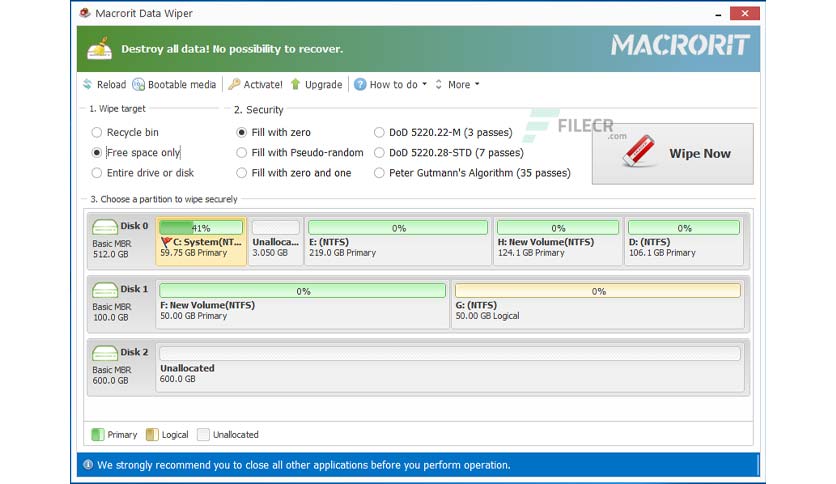 Macrorit Data Wiper
Destroy all data! No possibility to recover.
MACRORIT
Reload Bootable media Activate! Upgrade How to do More
1. Wipe target
2. Security
Recycle bin
Fill with zero
DoD 5220.22-M (3 passes)
Free space only
Fill with Pseudo-random
DoD 5220.28-STD (7 passes)
Entire drive or disk
Fill with zero and one
Peter Gutmann's Algorithm (35 passes)
FILECR
.com
Wipe Now
3. Choose a partition to wipe securely
Disk 0
Basic MBR
512.0 GB
41%
C: System(NT...
59.75 GB Primary
Unalloca...
3.050 GB
0%
E: (NTFS)
219.0 GB Primary
0%
H: New Volume(NTFS)
124.1 GB Primary
0%
D: (NTFS)
106.1 GB Primary
Disk 1
Basic MBR
100.0 GB
0%
F: New Volume(NTFS)
50.00 GB Primary
0%
G: (NTFS)
50.00 GB Logical
Disk 2
Basic MBR
600.0 GB
Unallocated
600.0 GB
Primary Logical Unallocated
We strongly recommend you to close all other applications before you perform operation.